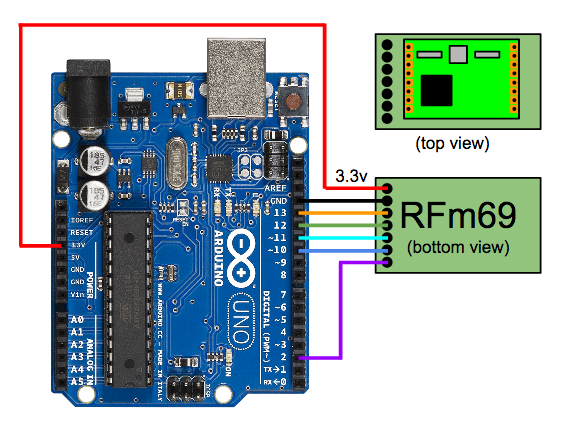 (top view)
3.3v
RFm69
(bottom view)
JP1
AREF
GND
13
12
~11
~10
~9
8
7
~6
~5
4
~3
2
TX→1
RX←0
DIGITAL (PWM~)
IOREF
RESET
3.3V
5V
GND
GND
Vin
POWER
A0
A1
A2
A3
A4
A5
ANALOG IN
RX
TX
ARDUINO
UNO
WWW.ARDUINO.CC - MADE IN ITALY
ICSP
ON